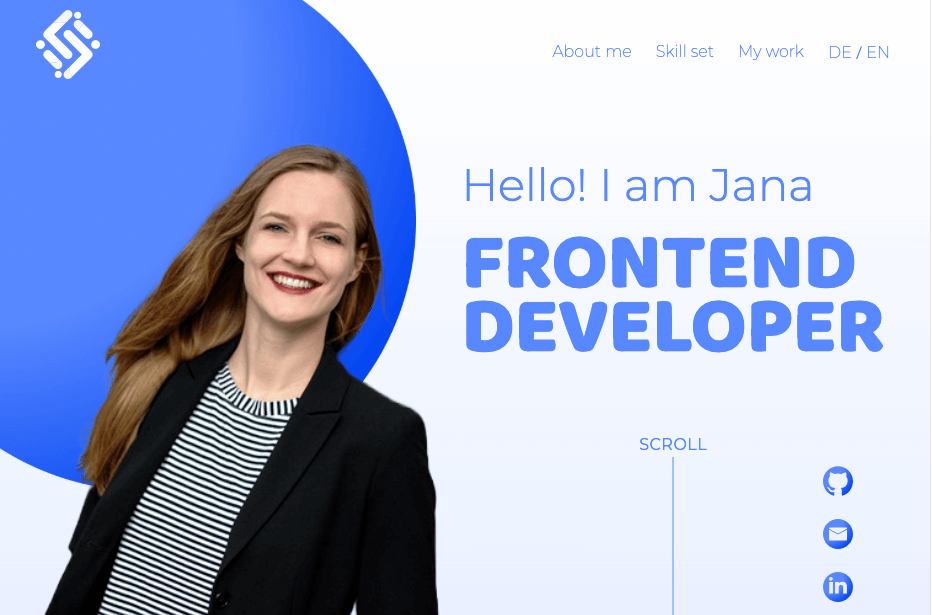 About me Skill set My work DE / EN
Hello! I am Jana
FRONTEND
DEVELOPER
SCROLL
in